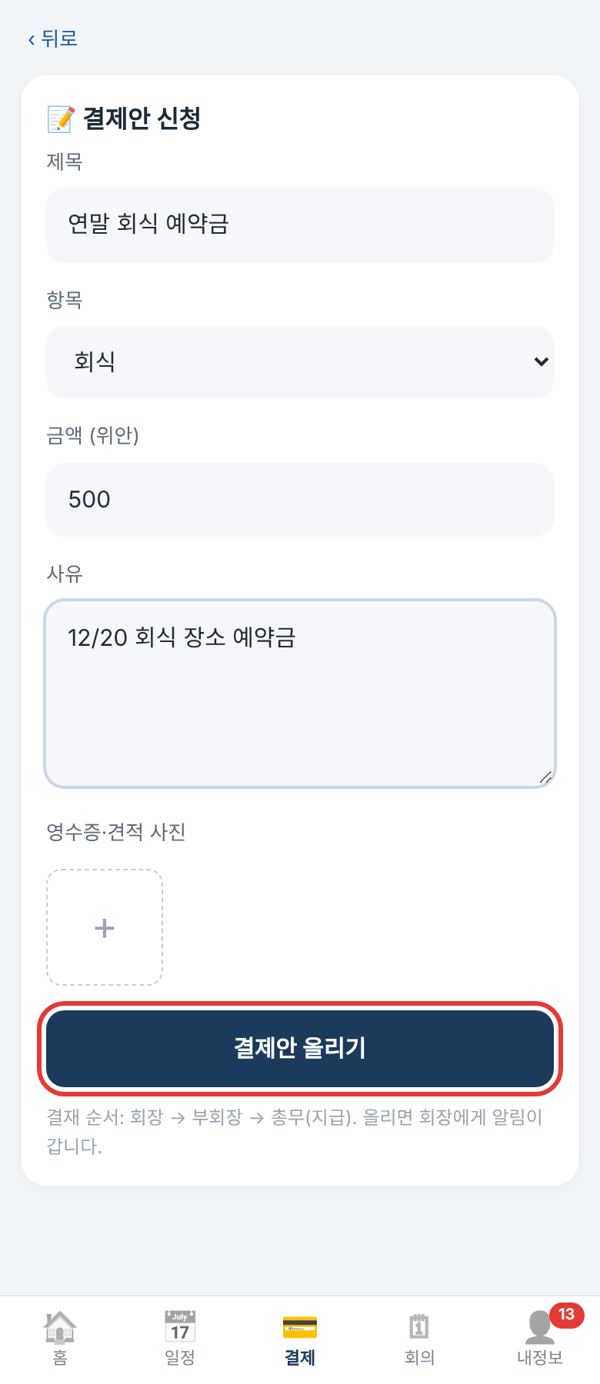 ‹ 뒤로
📝 결제안 신청
제목
연말 회식 예약금
항목
회식
금액 (위안)
500
사유
12/20 회식 장소 예약금
영수증·견적 사진
+
결제안 올리기
결재 순서: 회장 → 부회장 → 총무(지급). 올리면 회장에게 알림이
갑니다.
July
17
1
13
홈
일정
결제
회의
내정보